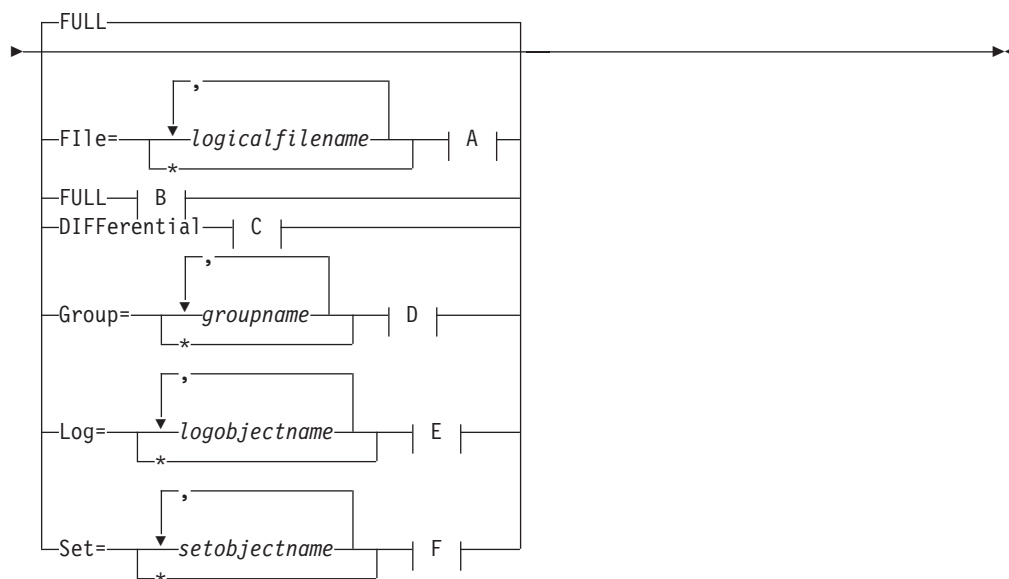 FULL
,
FIle= logicalfilename A
*
FULL B
DIFFerential C
,
Group= groupname D
*
,
Log= logobjectname E
*
,
Set= setobjectname F
*